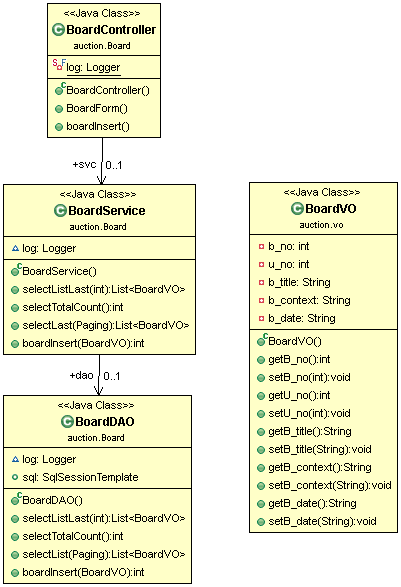 <<Java Class>>
BoardController
auction.Board
log: Logger
BoardController()
BoardForm()
boardInsert()
+svc 0..1
<<Java Class>>
BoardService
auction.Board
log: Logger
BoardService()
selectListLast(int):List<BoardVO>
selectTotalCount():int
selectLast(Paging):List<BoardVO>
boardInsert(BoardVO):int
+dao 0..1
<<Java Class>>
BoardDAO
auction.Board
log: Logger
sql: SqlSessionTemplate
BoardDAO()
selectListLast(int):List<BoardVO>
selectTotalCount():int
selectList(Paging):List<BoardVO>
boardInsert(BoardVO):int
<<Java Class>>
BoardVO
auction.vo
b_no: int
u_no: int
b_title: String
b_context: String
b_date: String
BoardVO()
getB_no():int
setB_no(int):void
getU_no():int
setU_no(int):void
getB_title():String
setB_title(String):void
getB_context():String
setB_context(String):void
getB_date():String
setB_date(String):void